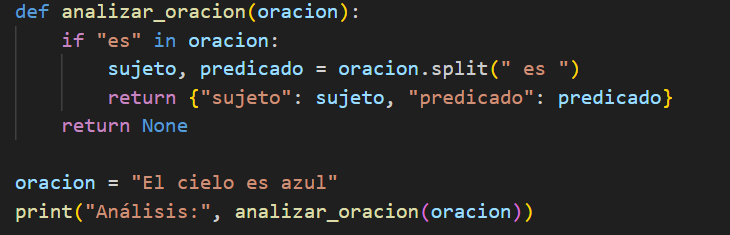 def analizar_oracion(oracion):
    if "es" in oracion:
        sujeto, predicado = oracion.split(" es ")
        return {"sujeto": sujeto, "predicado": predicado}
    return None

oracion = "El cielo es azul"
print("Análisis:", analizar_oracion(oracion))